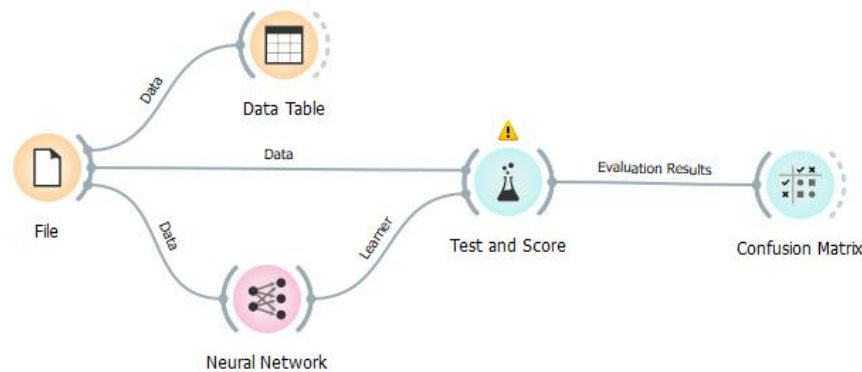 Data
Data Table
Data
File
Data
Learner
Test and Score
Evaluation Results
Confusion Matrix
Neural Network